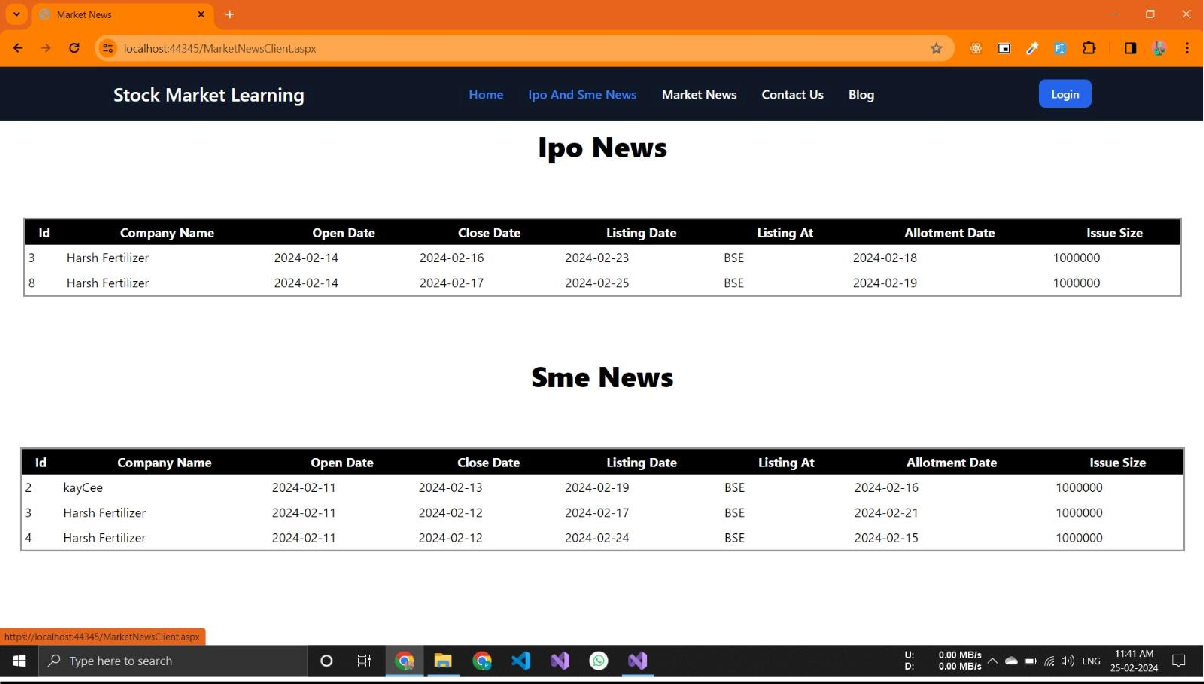 Market News
localhost:44345/MarketNewsClient.aspx
Stock Market Learning Home Ipo And Sme News Market News Contact Us Blog Login
Ipo News
Id Company Name Open Date Close Date Listing Date Listing At Allotment Date Issue Size
3 Harsh Fertilizer 2024-02-14 2024-02-16 2024-02-23 BSE 2024-02-18 1000000
8 Harsh Fertilizer 2024-02-14 2024-02-17 2024-02-25 BSE 2024-02-19 1000000
Sme News
Id Company Name Open Date Close Date Listing Date Listing At Allotment Date Issue Size
2 kayCee 2024-02-11 2024-02-13 2024-02-19 BSE 2024-02-16 1000000
3 Harsh Fertilizer 2024-02-11 2024-02-12 2024-02-17 BSE 2024-02-21 1000000
4 Harsh Fertilizer 2024-02-11 2024-02-12 2024-02-24 BSE 2024-02-15 1000000
https://localhost:44345/MarketNewsClient.aspx
Type here to search
U: 0.00 MB/s
D: 0.00 MB/s
ENG
11:41 AM
25-02-2024